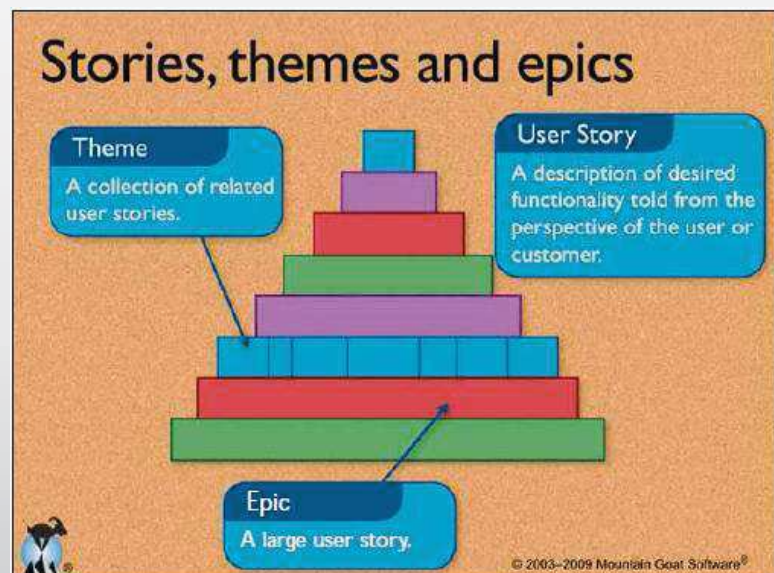 Stories, themes and epics
Theme
A collection of related
user stories.
User Story
A description of desired
functionality told from the
perspective of the user or
customer.
Epic
A large user story.
© 2003–2009 Mountain Goat Software®
®